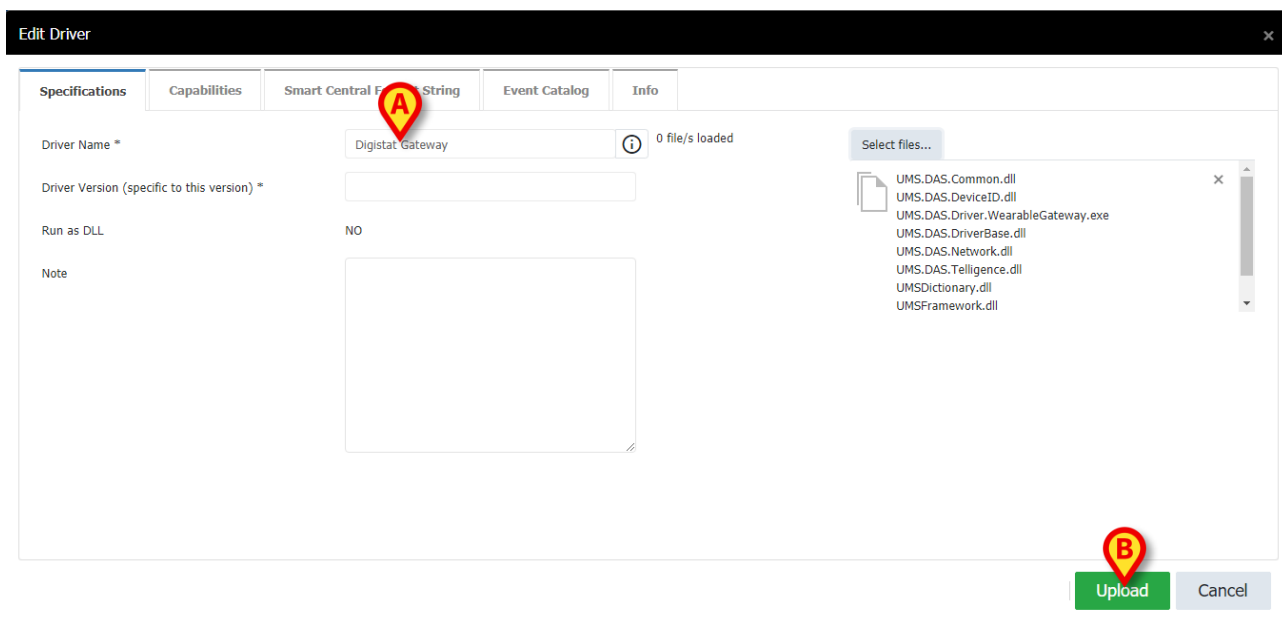 Edit Driver
Specifications
Capabilities
Smart Central String
Event Catalog
Info
A
Driver Name *
Digistat Gateway
0 file/s loaded
Select files...
Driver Version (specific to this version) *
Run as DLL
NO
Note
UMS.DAS.Common.dll
UMS.DAS.DeviceID.dll
UMS.DAS.Driver.WearableGateway.exe
UMS.DAS.DriverBase.dll
UMS.DAS.Network.dll
UMS.DAS.Telligence.dll
UMSDictionary.dll
UMSFramework.dll
B
Upload
Cancel